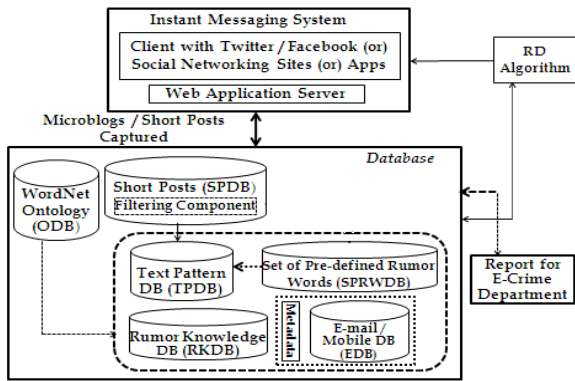 Instant Messaging System
Client with Twitter / Facebook (or)
Social Networking Sites (or) Apps
Web Application Server
RD
Algorithm
Microblogs / Short Posts
Captured
Database
WordNet
Ontology
(ODB)
Short Posts (SPDB)
Filtering Component
Text Pattern
DB (TPDB)
Set of Pre-defined Rumor
Words (SPRWDB)
Report for
E-Crime
Department
Rumor Knowledge
DB (RKDB)
Metadata
E-mail /
Mobile DB
(EDB)